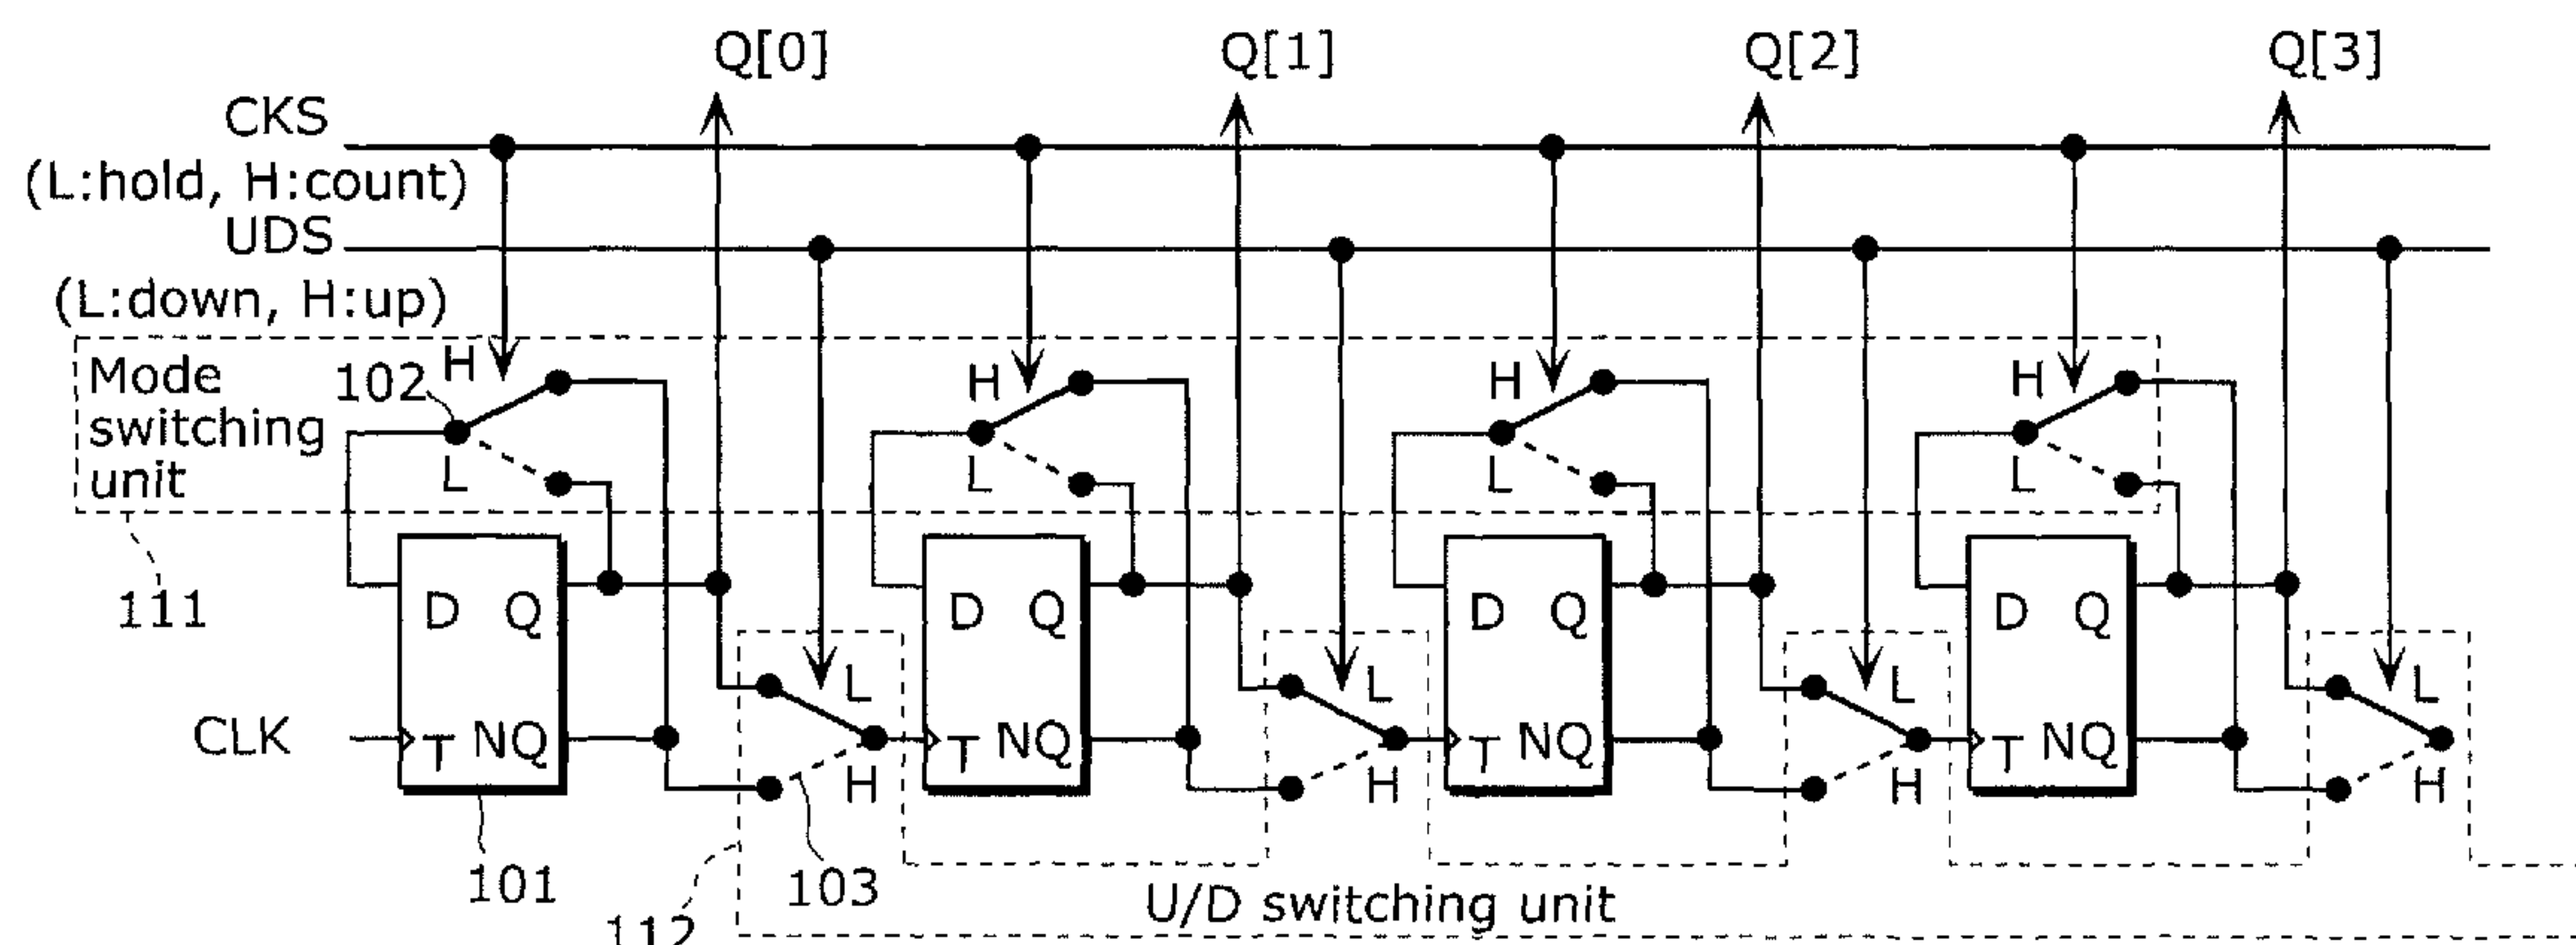 Q[0] Q[1] Q[2] Q[3]
CKS
(L:hold, H:count)
UDS
(L:down, H:up)
Mode
switching
unit
102
H
L
H
L
H
L
H
L
111
D Q
D Q
D Q
D Q
L
L
L
L
CLK
T NQ
T NQ
T NQ
T NQ
H
H
H
H
101
103
112
U/D switching unit